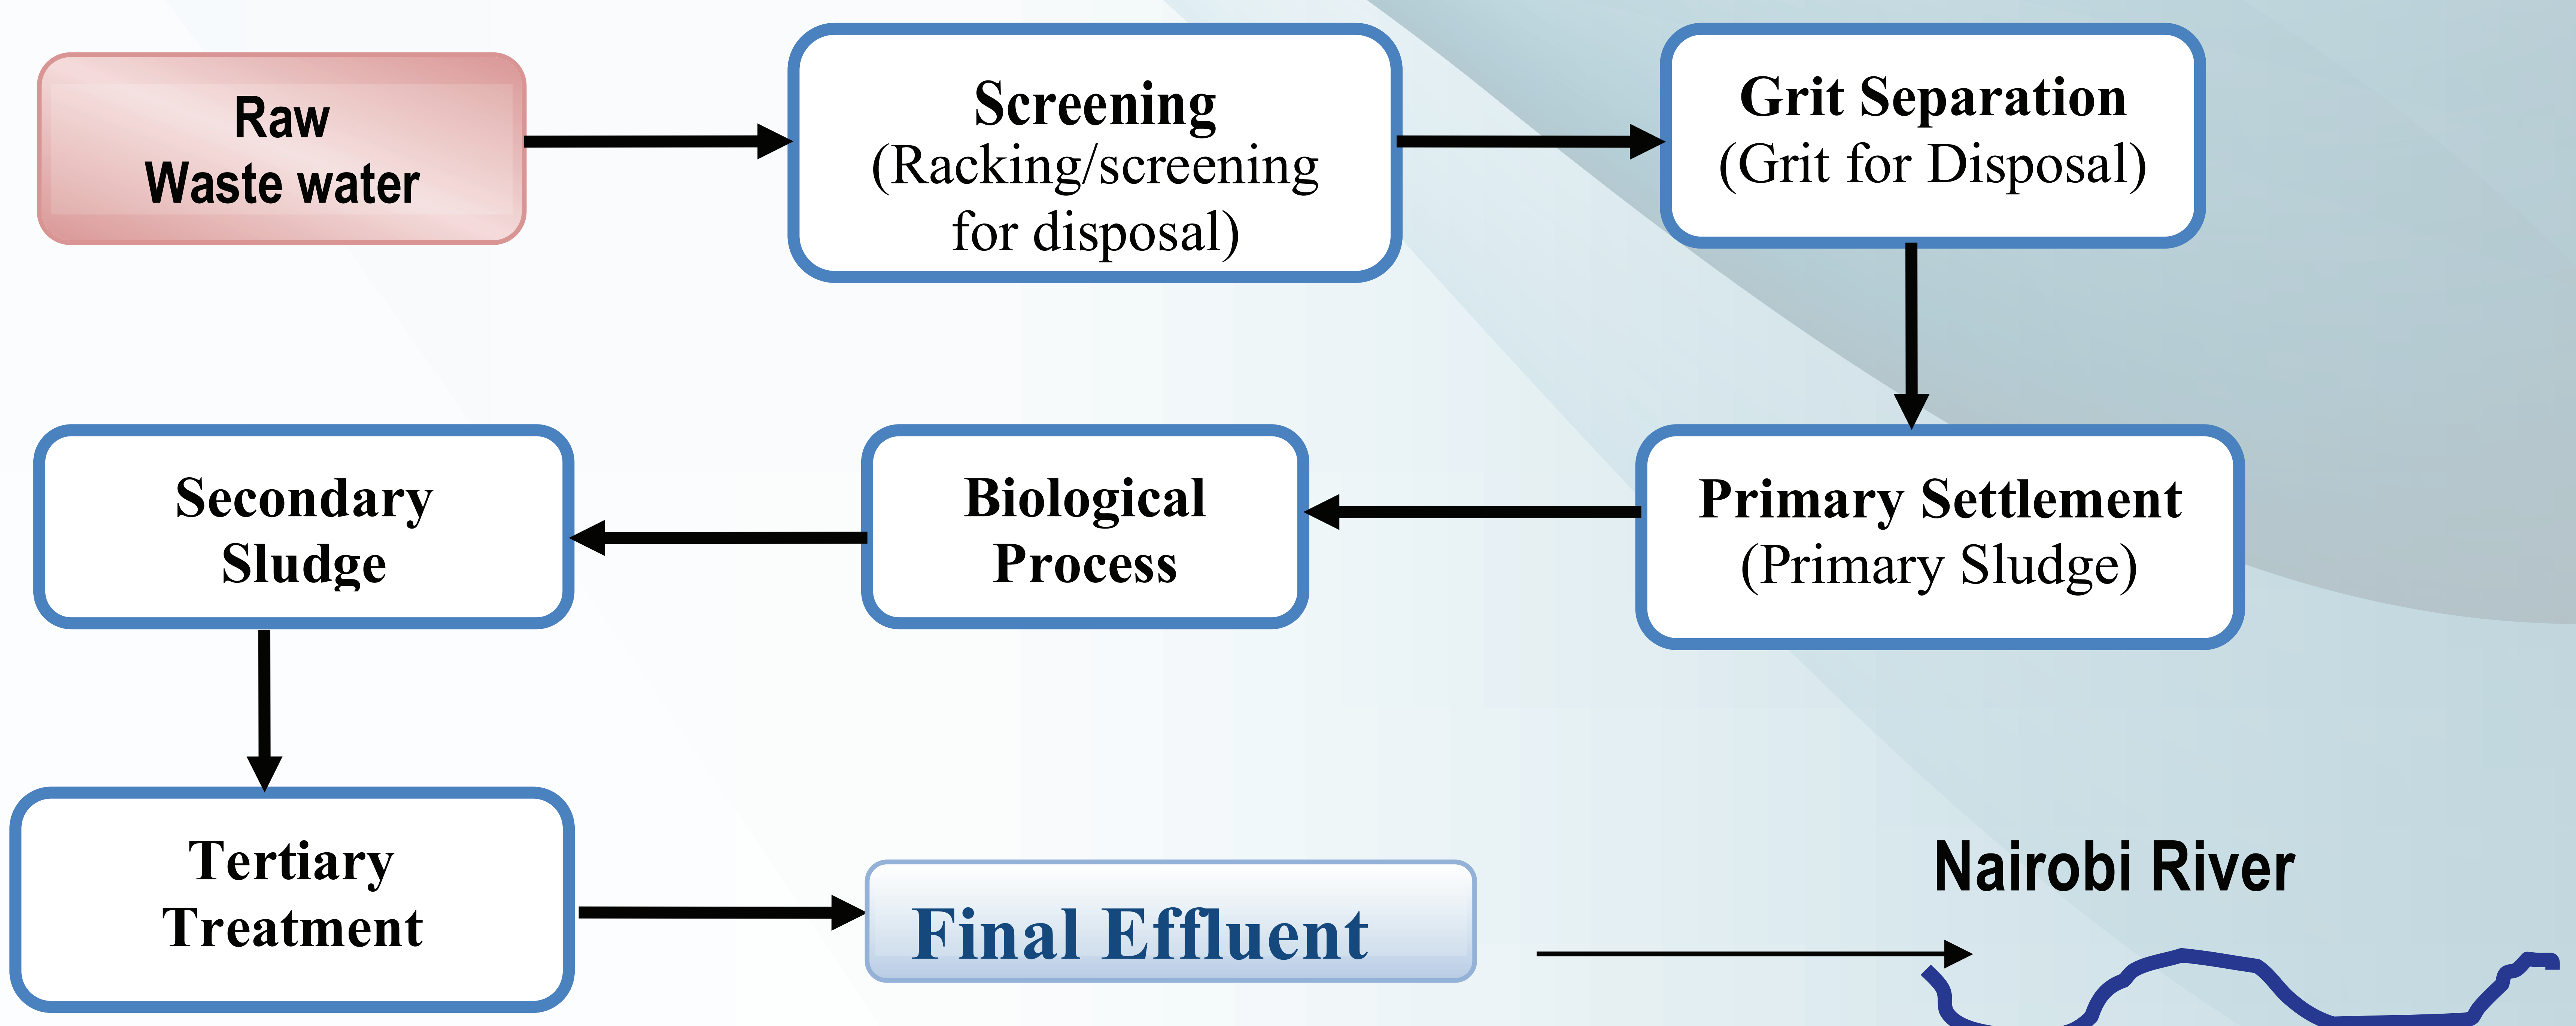 Raw
Waste water
Screening
(Racking/screening
for disposal)
Grit Separation
(Grit for Disposal)
Primary Settlement
(Primary Sludge)
Biological
Process
Secondary
Sludge
Tertiary
Treatment
Final Effluent
Nairobi River